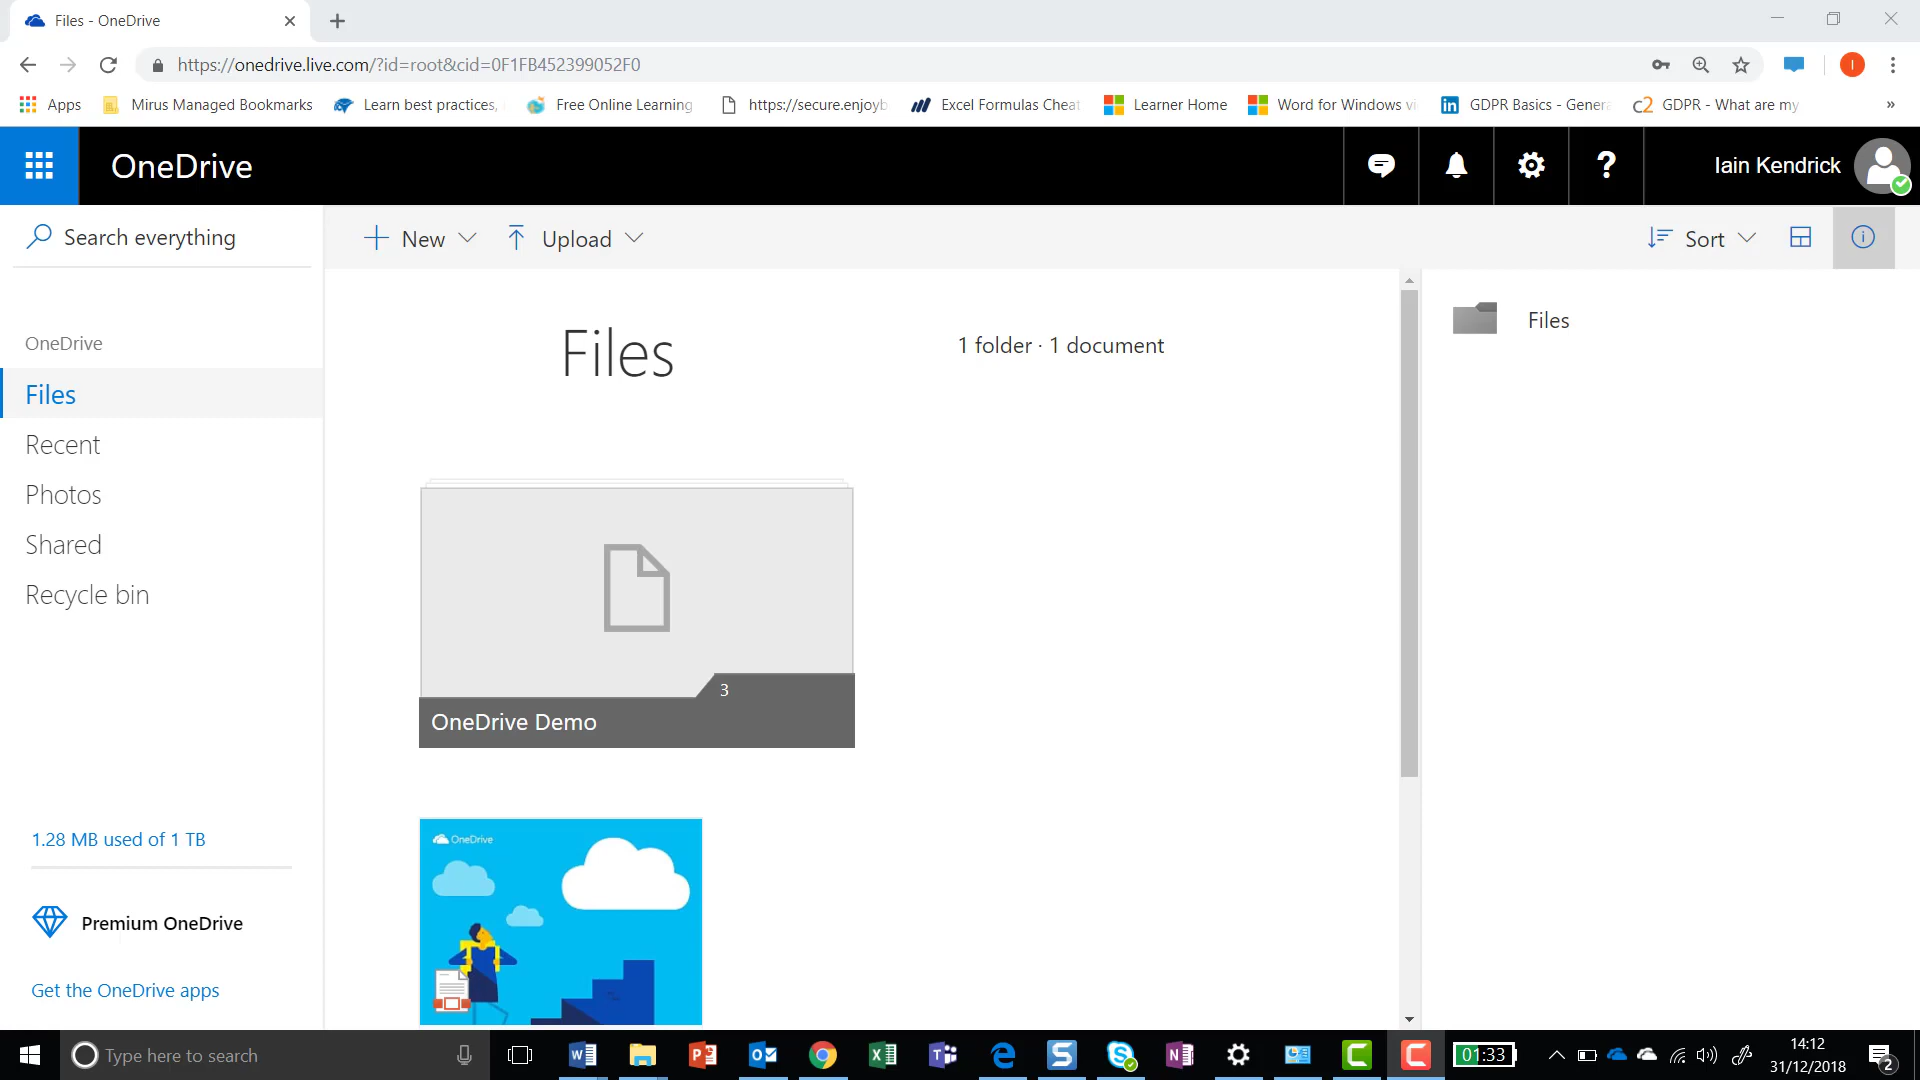 Files - OneDrive
https://onedrive.live.com/?id=root&cid=0F1FB452399052F0
I
Apps
Mirus Managed Bookmarks
Learn best practices,
Free Online Learning
https://secure.enjoyb
Excel Formulas Cheat
Learner Home
Word for Windows vi
in
GDPR Basics - Genera
c2
GDPR - What are my
»
OneDrive
?
Iain Kendrick
Search everything
New
Upload
Sort
OneDrive
Files
Recent
Photos
Shared
Recycle bin
1.28 MB used of 1 TB
Premium OneDrive
Get the OneDrive apps
Files
1 folder · 1 document
3
OneDrive Demo
OneDrive
Files
Type here to search
01:33
14:12
31/12/2018
2